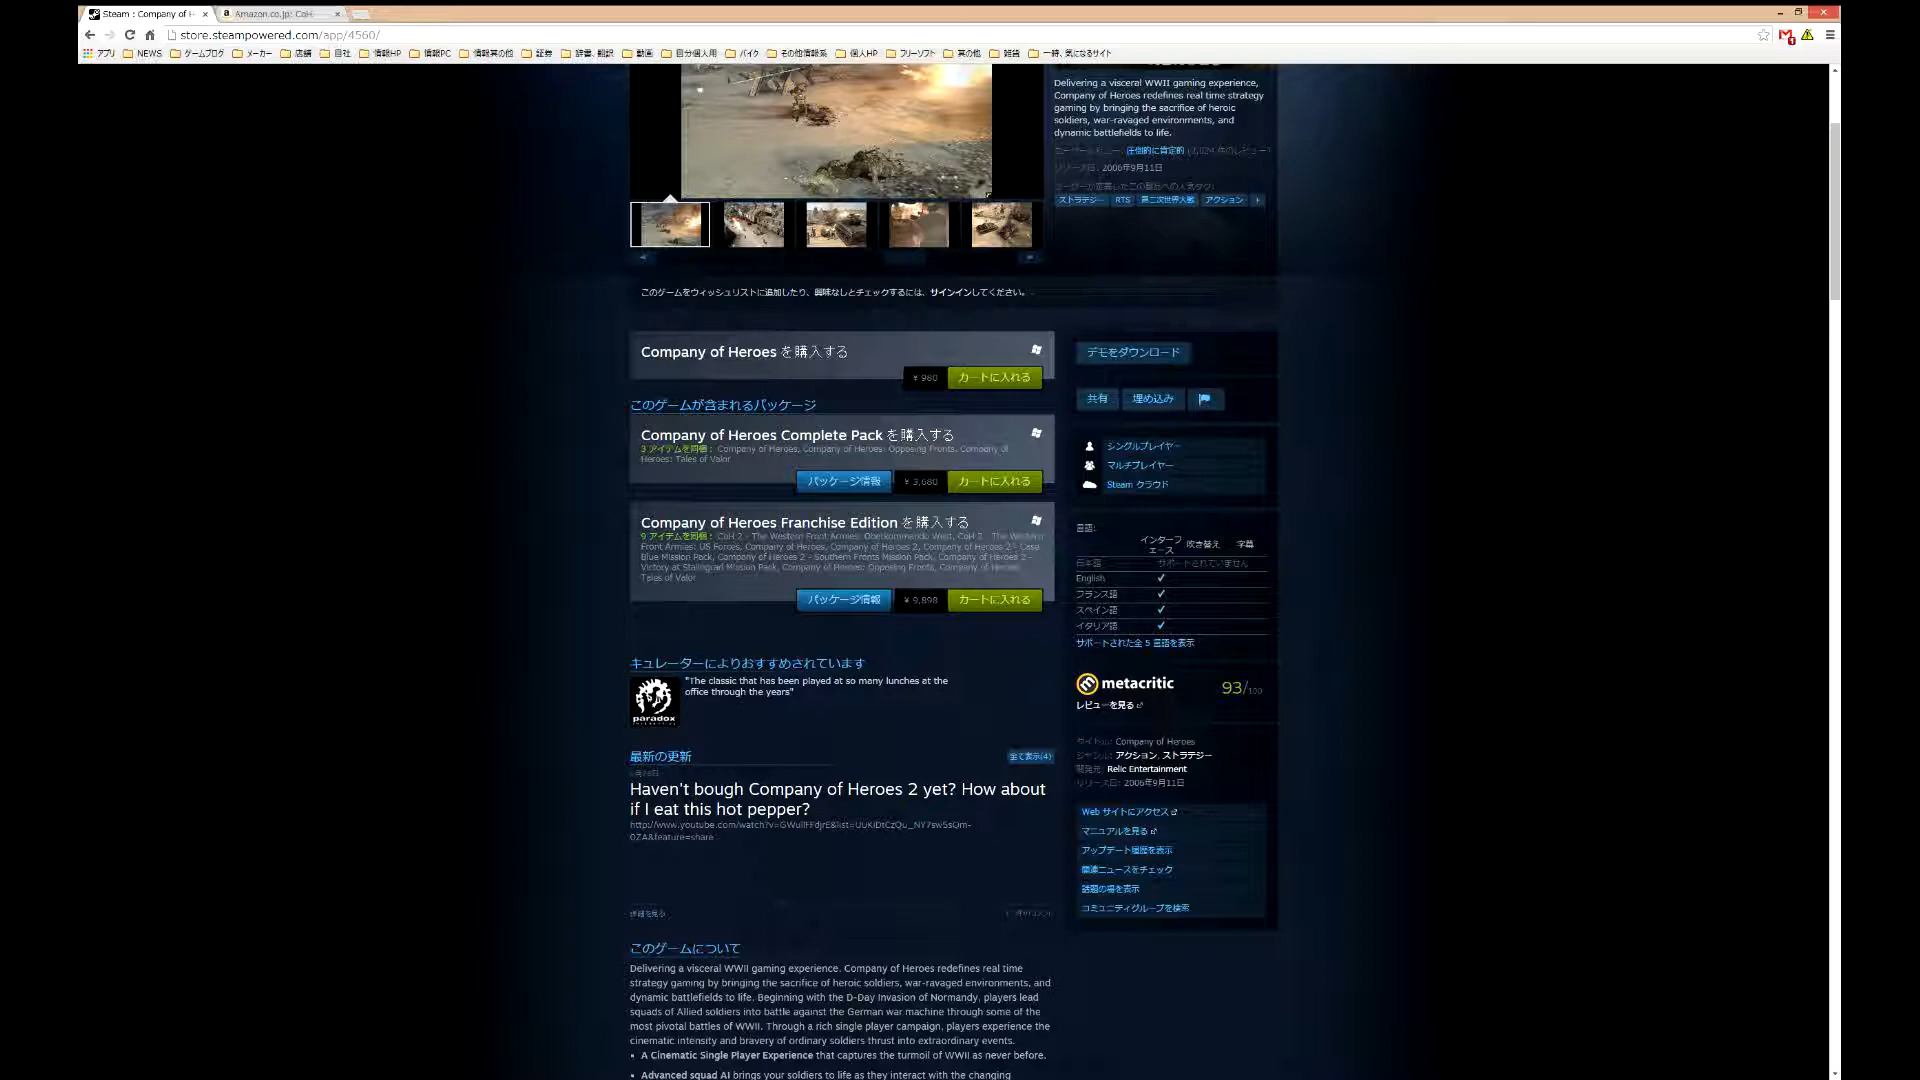 Steam : Company of H
Amazon.co.jp: CoH
store.steampowered.com/app/4560/
アプリ NEWS ゲームブログ メーカー 店舗 自社 情報HP 情報PC 情報其の他 証券 辞書、翻訳 動画 自分個人用 バイク その他情報系 個人HP フリーソフト 其の他 雑貨 一時、気になるサイト
Delivering a visceral WWII gaming experience,
Company of Heroes redefines real time strategy
gaming by bringing the sacrifice of heroic
soldiers, war-ravaged environments, and
dynamic battlefields to life.
圧倒的に肯定的
リリース日: 2006年9月11日
ストラテジー RTS 第二次世界大戦 アクション +
このゲームをウィッシュリストに追加したり、興味なしとチェックするには、サインインしてください。
Company of Heroes を購入する
¥ 980 カートに入れる
このゲームが含まれるパッケージ
Company of Heroes Complete Pack を購入する
3 アイテムを同梱: Company of Heroes, Company of Heroes: Opposing Fronts, Company of
Heroes: Tales of Valor
パッケージ情報 ¥ 3,680 カートに入れる
Company of Heroes Franchise Edition を購入する
9 アイテムを同梱: CoH 2 - The Western Front Armies: Oberkommando West, CoH 2 - The Western
Front Armies: US Forces, Company of Heroes, Company of Heroes 2, Company of Heroes 2 - Case
Blue Mission Pack, Company of Heroes 2 - Southern Fronts Mission Pack, Company of Heroes 2 -
Victory at Stalingrad Mission Pack, Company of Heroes: Opposing Fronts, Company of Heroes:
Tales of Valor
パッケージ情報 ¥ 9,898 カートに入れる
キュレーターによりおすすめされています
"The classic that has been played at so many lunches at the
office through the years"
paradox
最新の更新 全て表示(4)
Haven't bough Company of Heroes 2 yet? How about
if I eat this hot pepper?
詳細を見る
このゲームについて
Delivering a visceral WWII gaming experience, Company of Heroes redefines real time
strategy gaming by bringing the sacrifice of heroic soldiers, war-ravaged environments, and
dynamic battlefields to life. Beginning with the D-Day Invasion of Normandy, players lead
squads of Allied soldiers into battle against the German war machine through some of the
most pivotal battles of WWII. Through a rich single player campaign, players experience the
cinematic intensity and bravery of ordinary soldiers thrust into extraordinary events.
• A Cinematic Single Player Experience that captures the turmoil of WWII as never before.
• Advanced squad AI brings your soldiers to life as they interact with the changing
デモをダウンロード
共有 埋め込み
シングルプレイヤー
マルチプレイヤー
Steam クラウド
言語:
インターフェース 吹き替え 字幕
日本語 サポートされていません
English ✓
フランス語 ✓
スペイン語 ✓
イタリア語 ✓
サポートされた全 5 言語を表示
metacritic 93/100
レビューを見る
タイトル: Company of Heroes
ジャンル: アクション, ストラテジー
開発元: Relic Entertainment
リリース日: 2006年9月11日
Web サイトにアクセス
マニュアルを見る
アップデート履歴を表示
関連ニュースをチェック
話題の場を表示
コミュニティグループを検索